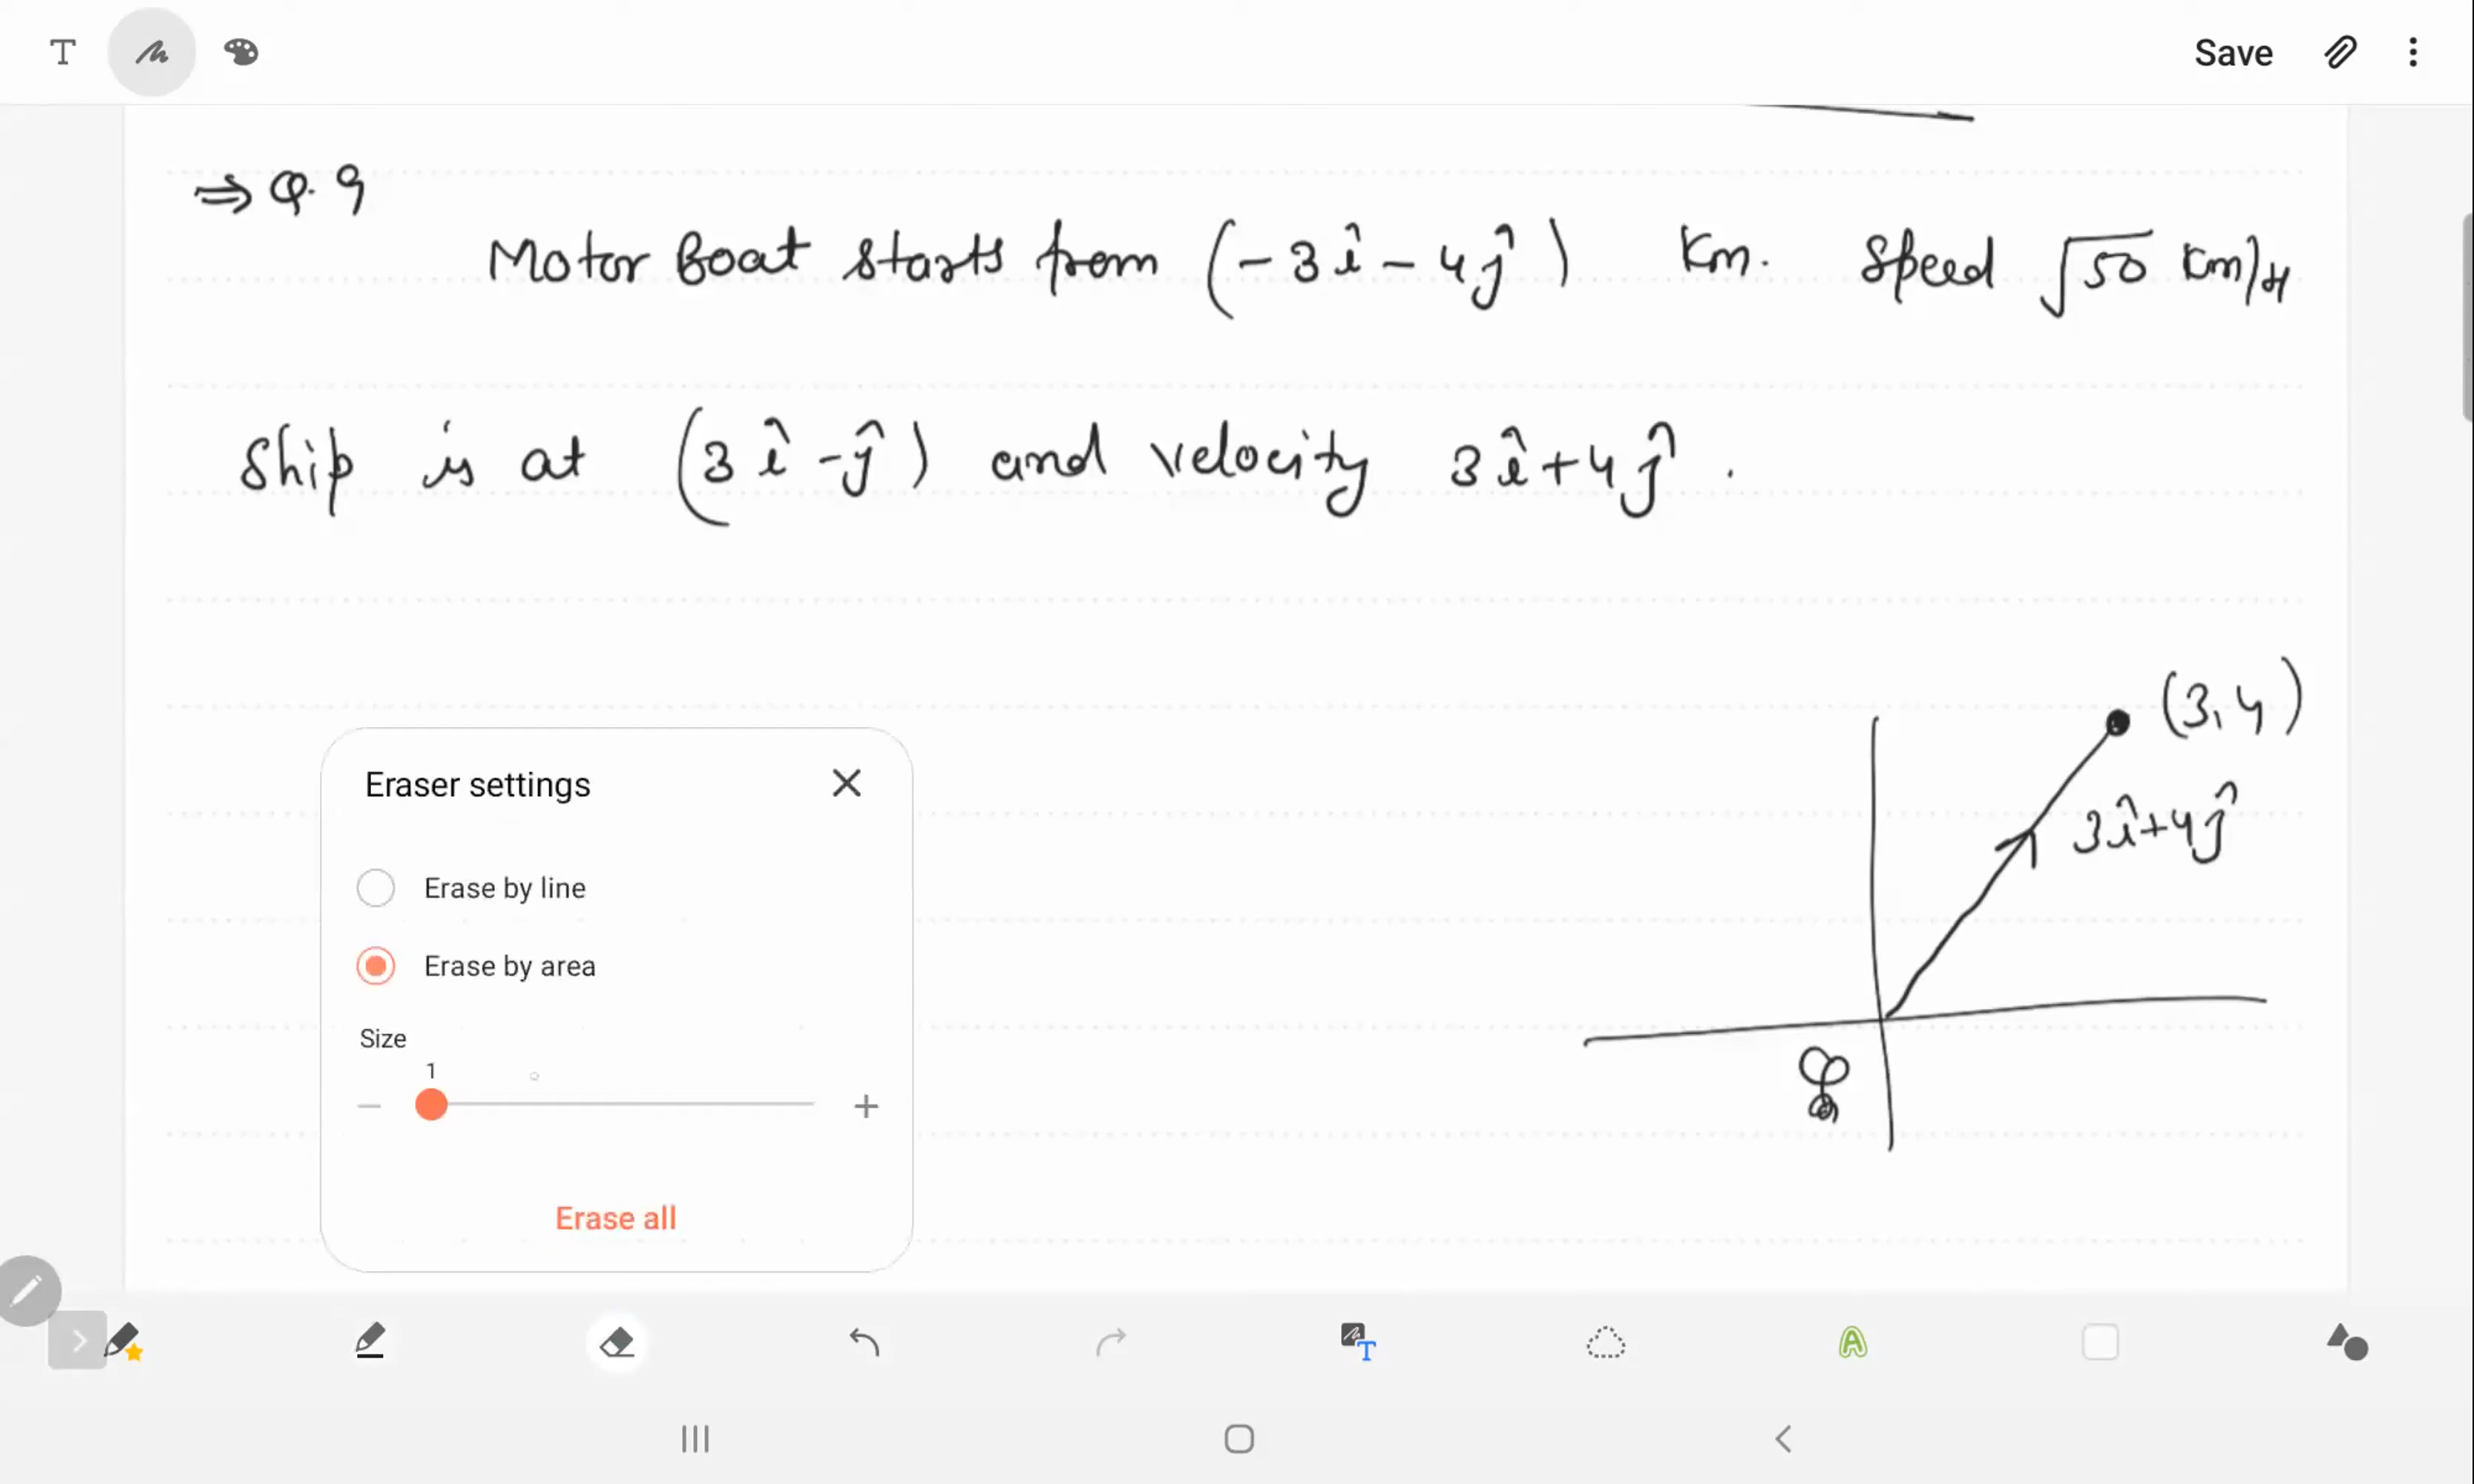 Save
⇒ Q. 9
Motor Boat starts from (-3î - 4ĵ) Km. Speed √50 Km/H
Ship is at (3î - ĵ) and velocity 3î+4ĵ.
(3,4)
3î+4ĵ
Eraser settings
Erase by line
Erase by area
Size
1
Erase all